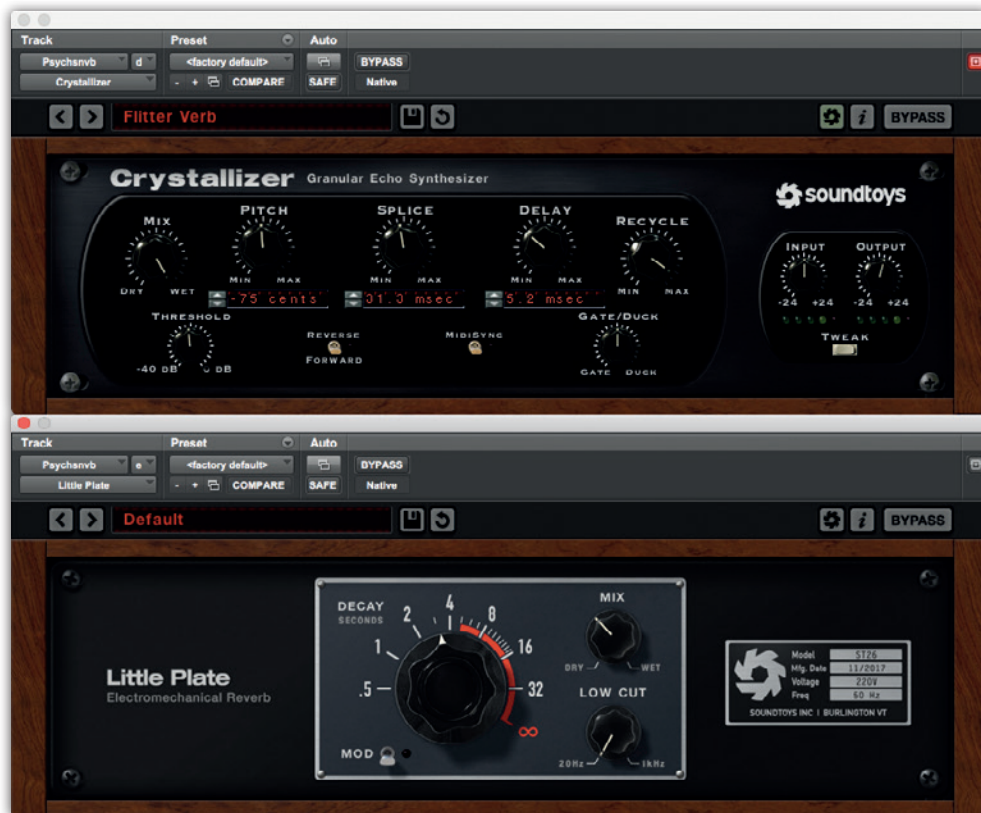 Track Preset Auto
Psychsnvb d <factory default> BYPASS
Crystallizer - + COMPARE SAFE Native
Flitter Verb i BYPASS
Crystallizer Granular Echo Synthesizer
soundtoys
MIX PITCH SPLICE DELAY RECYCLE
INPUT OUTPUT
DRY WET MIN MAX MIN MAX MIN MAX MIN MAX
-24 +24 -24 +24
-75 cents 31.3 msec 5.2 msec
THRESHOLD GATE/DUCK
REVERSE MIDISYNC
FORWARD
TWEAK
-40 DB 0 DB GATE DUCK
Track Preset Auto
Psychsnvb e <factory default> BYPASS
Little Plate - + COMPARE SAFE Native
Default i BYPASS
DECAY
SECONDS
.5 1 2 4 8 16 32 ∞
MOD
MIX
DRY WET
LOW CUT
20Hz 1kHz
Little Plate
Electromechanical Reverb
Model ST26
Mfg. Date 11/2017
Voltage 220V
Freq 60 Hz
SOUNDTOYS INC | BURLINGTON VT